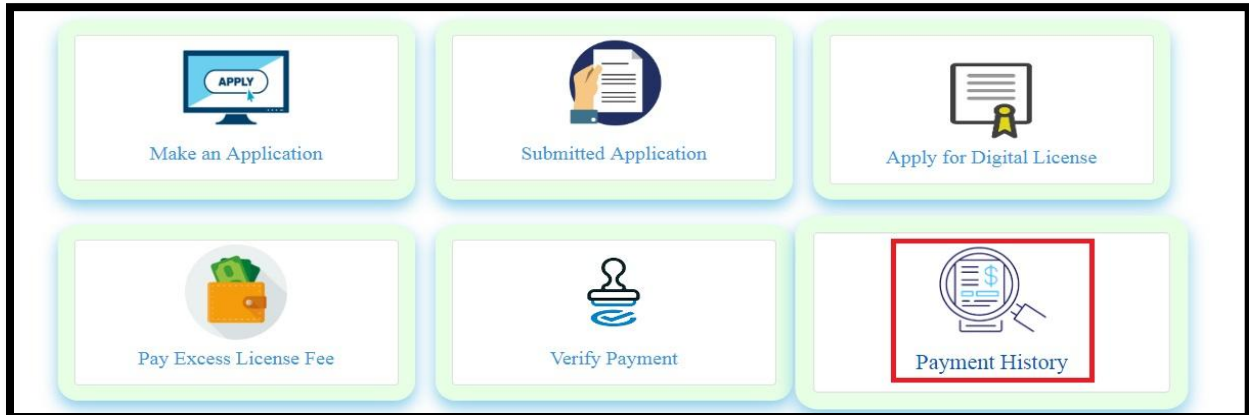 APPLY
Make an Application
Submitted Application
Apply for Digital License
$
Pay Excess License Fee
Verify Payment
Payment History